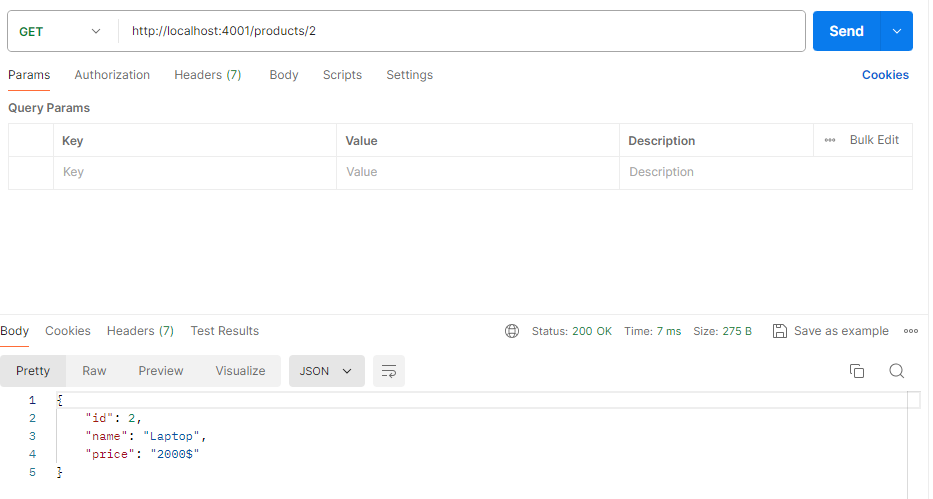 GET http://localhost:4001/products/2 Send
Params Authorization Headers (7) Body Scripts Settings Cookies
Query Params
Key Value Description Bulk Edit
Key Value Description
Body Cookies Headers (7) Test Results Status: 200 OK Time: 7 ms Size: 275 B Save as example
Pretty Raw Preview Visualize JSON
1 {
2 "id": 2,
3 "name": "Laptop",
4 "price": "2000$"
5 }